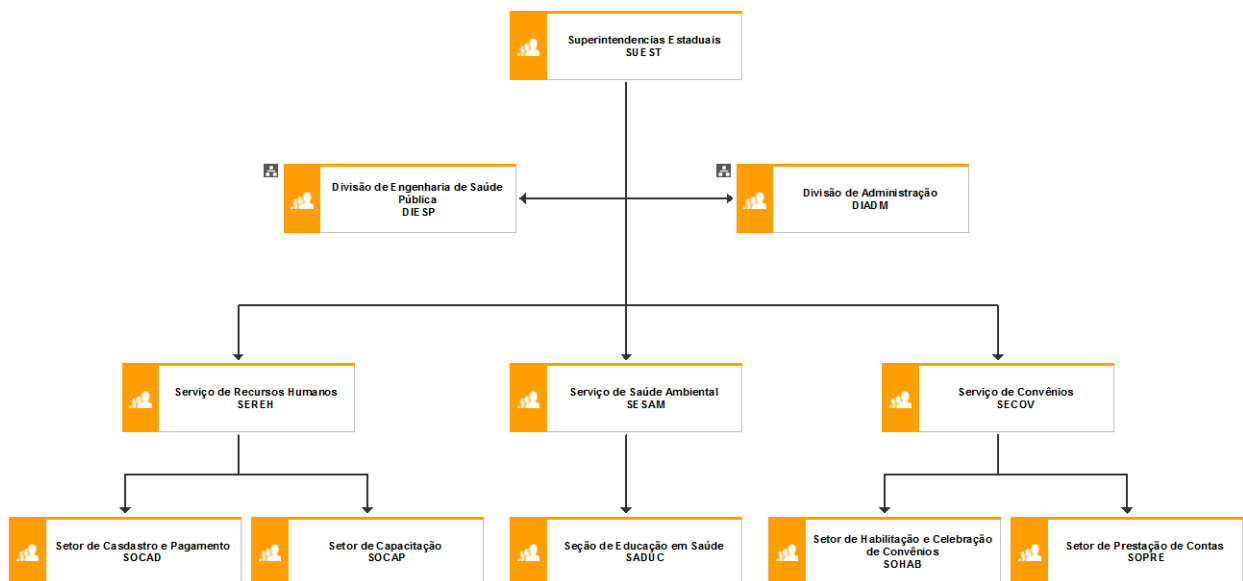 Superintendencias Estaduais
SUEST
Divisão de Engenharia de Saúde
Pública
DIESP
Divisão de Administração
DIADM
Serviço de Recursos Humanos
SEREH
Serviço de Saúde Ambiental
SESAM
Serviço de Convênios
SECOV
Setor de Casdastro e Pagamento
SOCAD
Setor de Capacitação
SOCAP
Seção de Educação em Saúde
SADUC
Setor de Habilitação e Celebração
de Convênios
SOHAB
Setor de Prestação de Contas
SOPRE